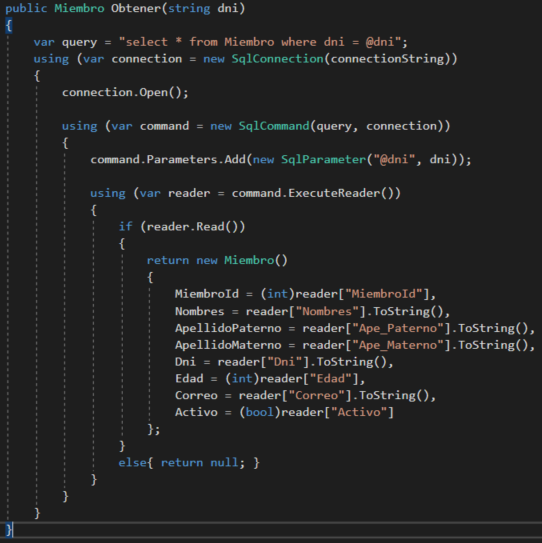 public Miembro Obtener(string dni)
{
var query = "select * from Miembro where dni = @dni";
using (var connection = new SqlConnection(connectionString))
{
connection.Open();
using (var command = new SqlCommand(query, connection))
{
command.Parameters.Add(new SqlParameter("@dni", dni));
using (var reader = command.ExecuteReader())
{
if (reader.Read())
{
return new Miembro()
{
MiembroId = (int)reader["MiembroId"],
Nombres = reader["Nombres"].ToString(),
ApellidoPaterno = reader["Ape_Paterno"].ToString(),
ApellidoMaterno = reader["Ape_Materno"].ToString(),
Dni = reader["Dni"].ToString(),
Edad = (int)reader["Edad"],
Correo = reader["Correo"].ToString(),
Activo = (bool)reader["Activo"]
};
}
else{ return null; }
}
}
}
}